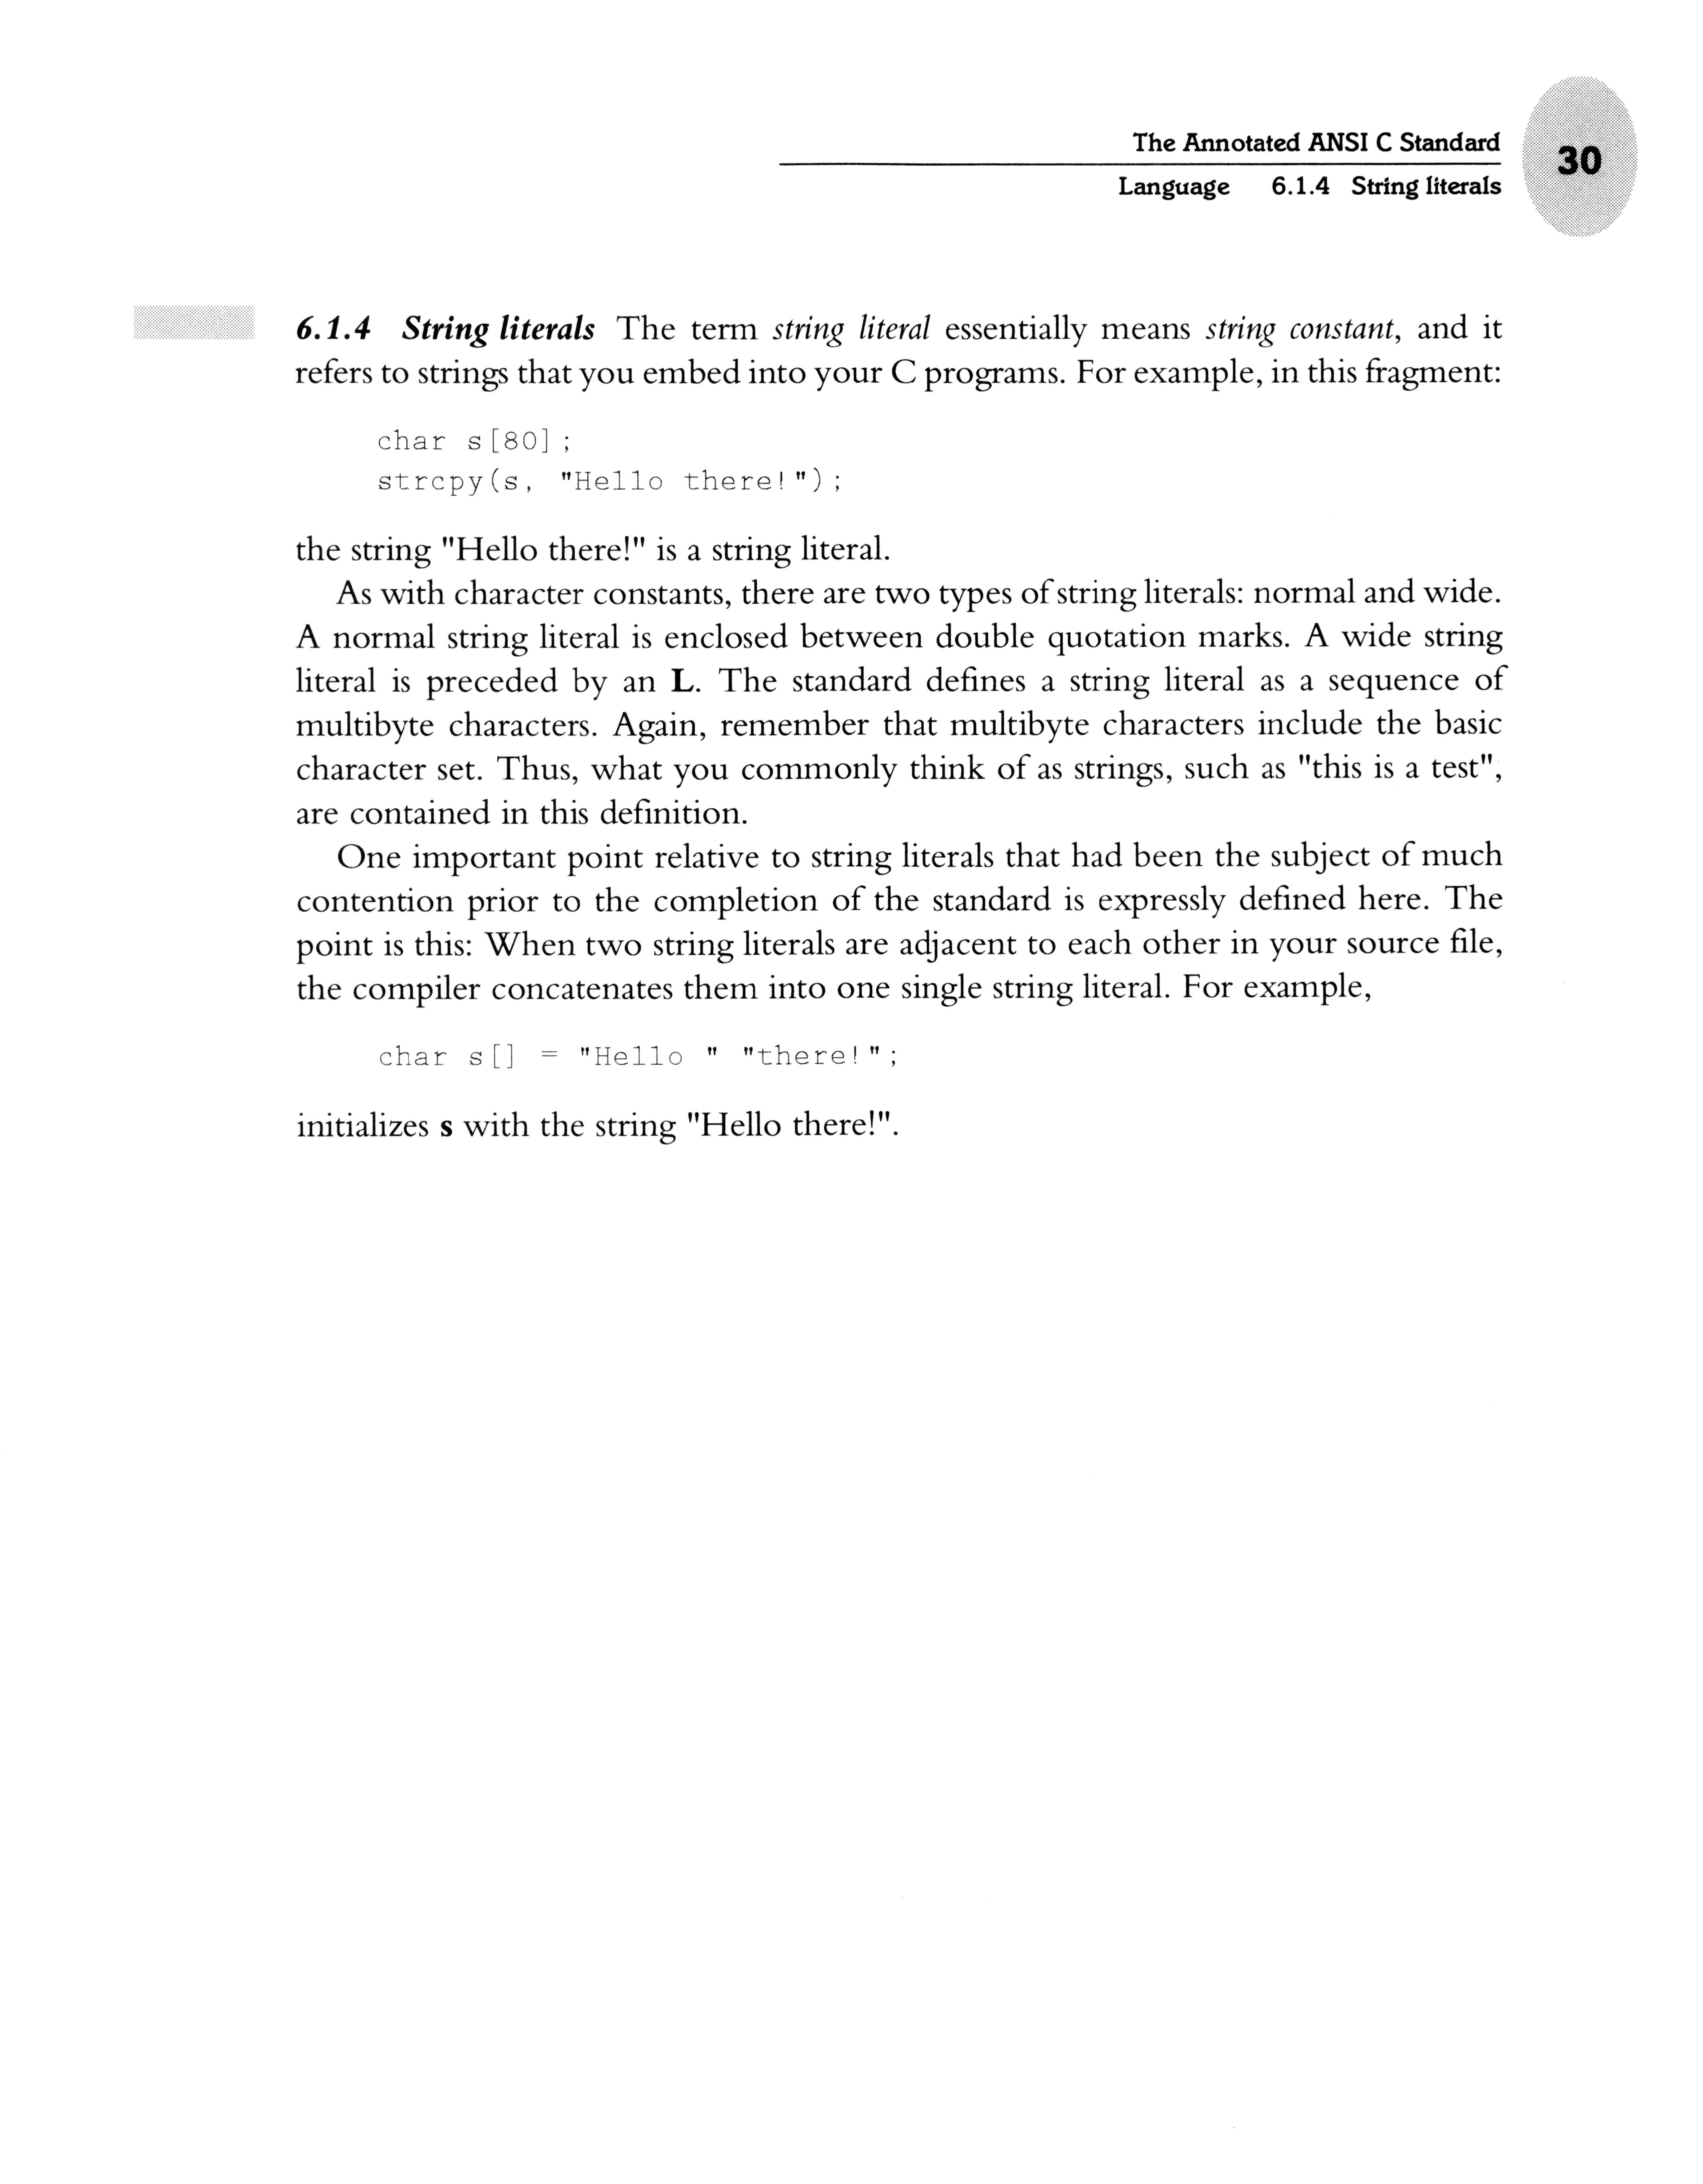 The Annotated ANSI C Standard
30
Language 6.1.4 String literals
6.1.4 String literals The term string literal essentially means string constant, and it
refers to strings that you embed into your C programs. For example, in this fragment:
char s[80];
strcpy(s, "Hello there!");
the string "Hello there!" is a string literal.
As with character constants, there are two types of string literals: normal and wide.
A normal string literal is enclosed between double quotation marks. A wide string
literal is preceded by an L. The standard defines a string literal as a sequence of
multibyte characters. Again, remember that multibyte characters include the basic
character set. Thus, what you commonly think of as strings, such as "this is a test",
are contained in this definition.
One important point relative to string literals that had been the subject of much
contention prior to the completion of the standard is expressly defined here. The
point is this: When two string literals are adjacent to each other in your source file,
the compiler concatenates them into one single string literal. For example,
char s[] = "Hello " "there!";
initializes s with the string "Hello there!".